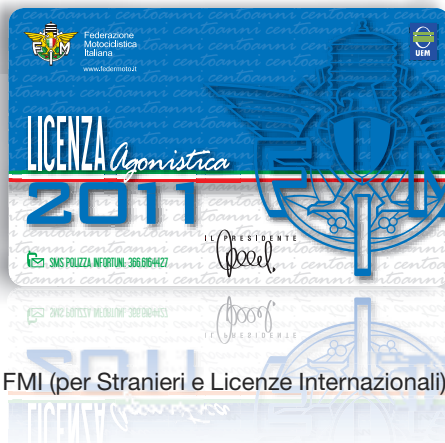 Federazione
Motociclistica
Italiana
www.federmoto.it
FMI
UEM
LICENZA agonistica
2011
IL PRESIDENTE
SMS POLIZZA INFORTUNI: 366.6164427
FMI (per Stranieri e Licenze Internazionali)